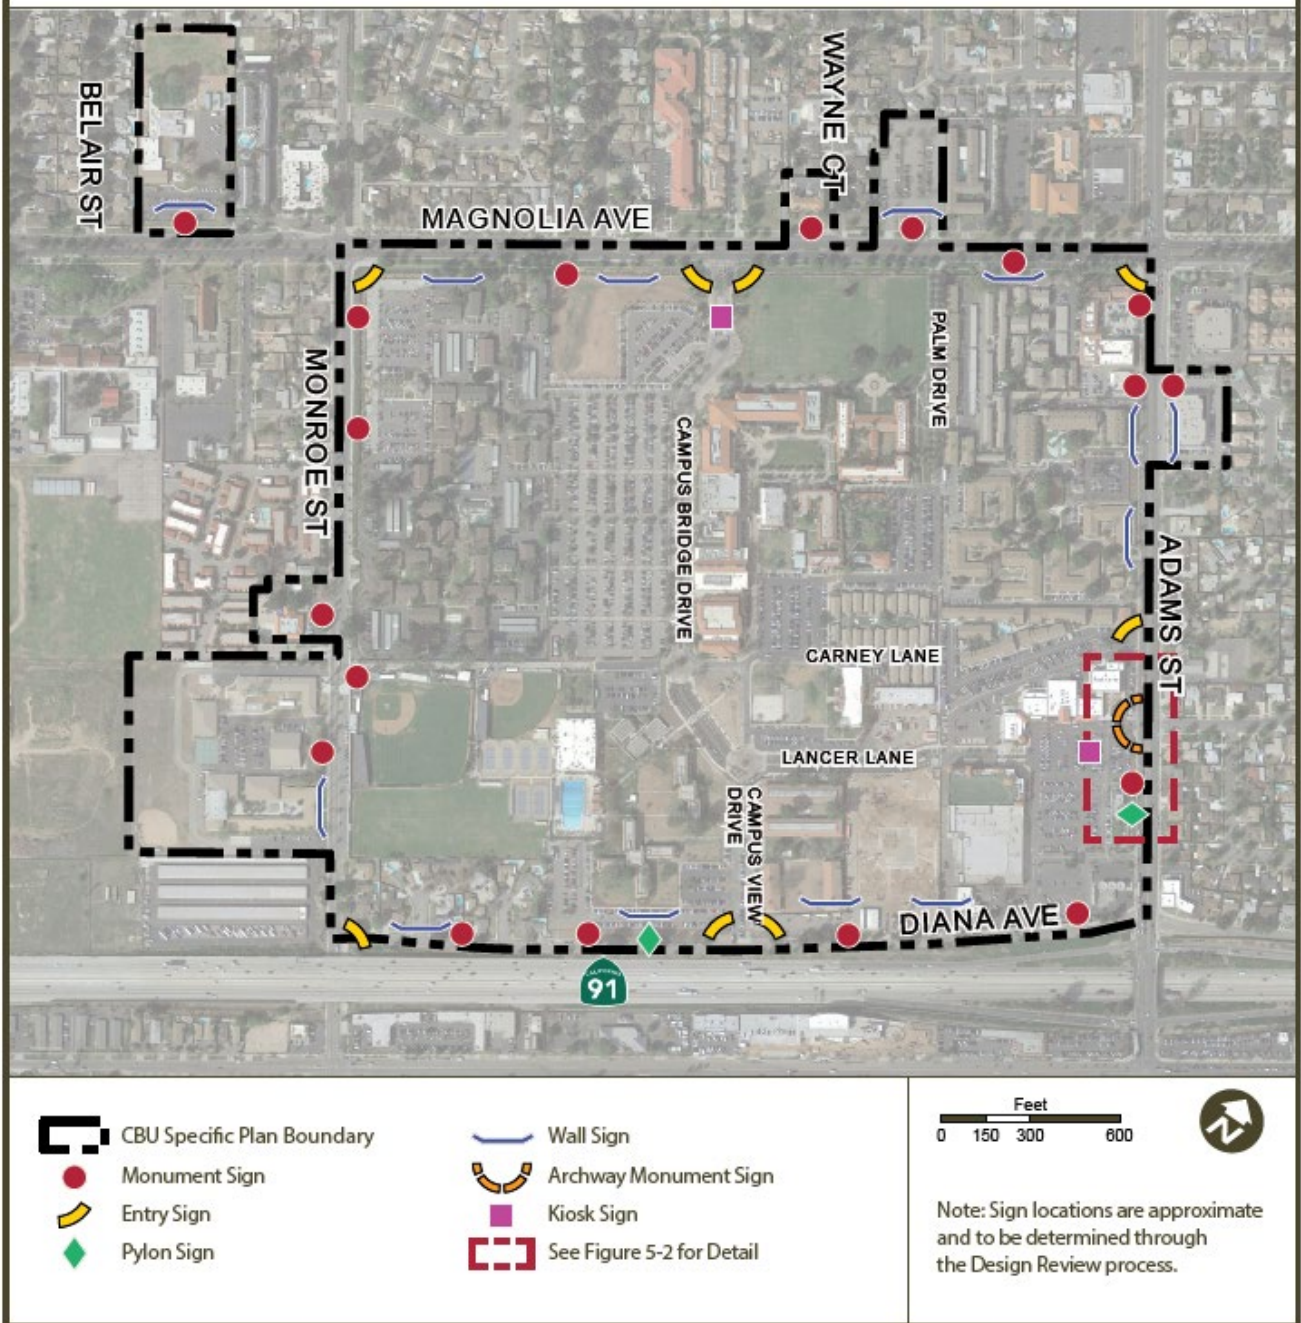 BELAIR ST
WAYNE CT
MAGNOLIA AVE
MONROE ST
PALM DRIVE
CAMPUS BRIDGE DRIVE
ADAMS ST
CARNEY LANE
LANCER LANE
CAMPUS VIEW
DRIVE
DIANA AVE
CALIFORNIA
91
CBU Specific Plan Boundary
Monument Sign
Entry Sign
Pylon Sign
Wall Sign
Archway Monument Sign
Kiosk Sign
See Figure 5-2 for Detail
Feet
0 150 300 600
N
Note: Sign locations are approximate
and to be determined through
the Design Review process.